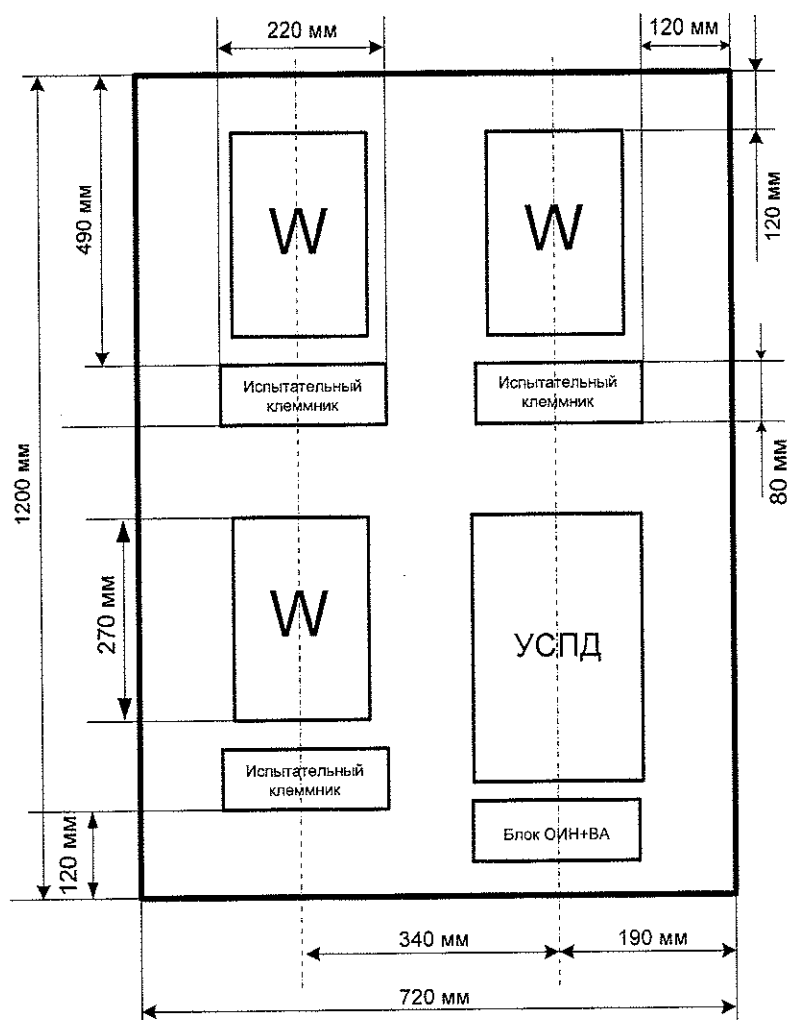 220 мм
120 мм
490 мм
W
W
120 мм
Испытательный
клеммник
Испытательный
клеммник
80 мм
1200 мм
270 мм
W
УСПД
Испытательный
клеммник
Блок ОИН+ВА
120 мм
340 мм
190 мм
720 мм